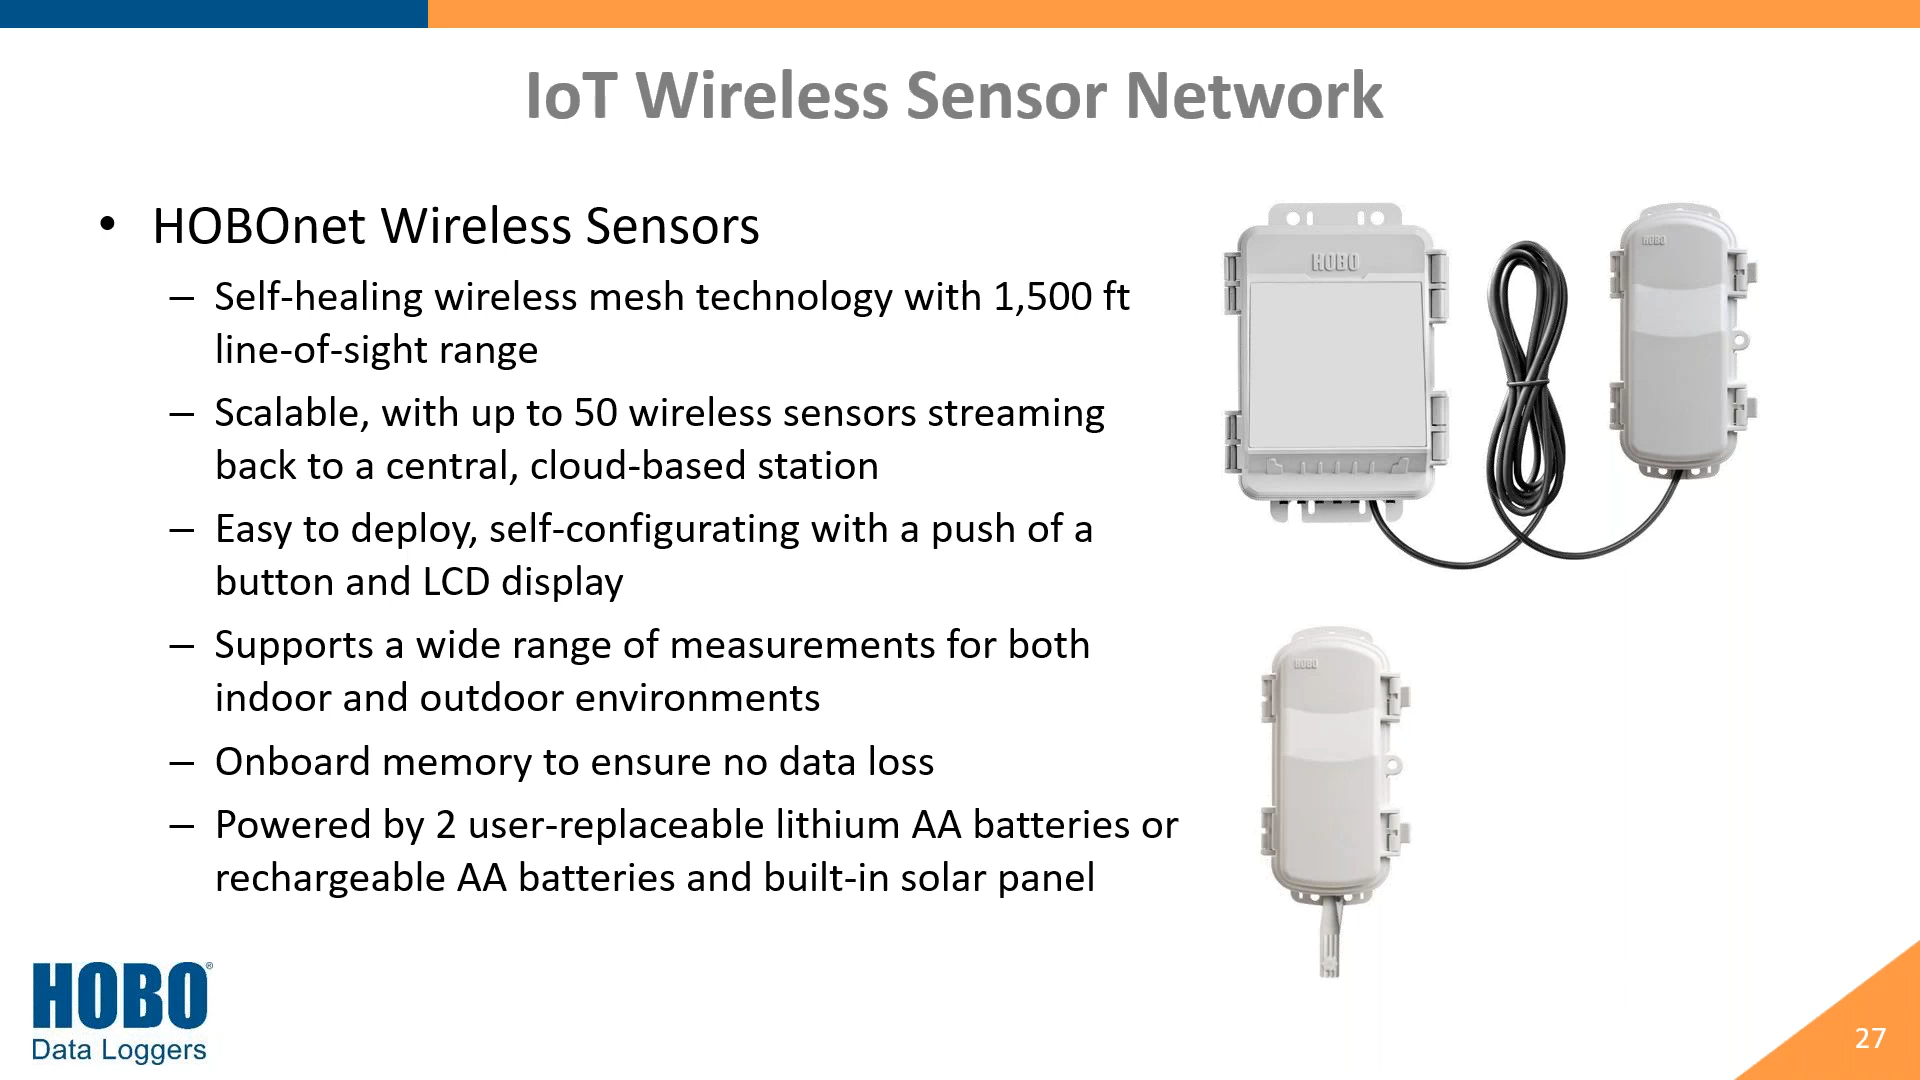 IoT Wireless Sensor Network
• HOBOnet Wireless Sensors
– Self-healing wireless mesh technology with 1,500 ft
line-of-sight range
– Scalable, with up to 50 wireless sensors streaming
back to a central, cloud-based station
– Easy to deploy, self-configurating with a push of a
button and LCD display
– Supports a wide range of measurements for both
indoor and outdoor environments
– Onboard memory to ensure no data loss
– Powered by 2 user-replaceable lithium AA batteries or
rechargeable AA batteries and built-in solar panel
HOBO
HOBO
HOBO
HOBO®
Data Loggers
27